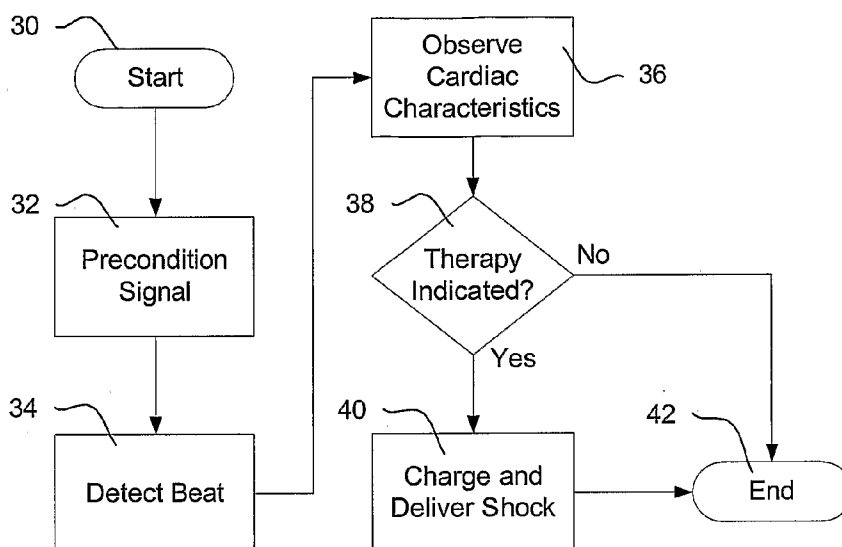 30
Start
32
Precondition
Signal
34
Detect Beat
Observe
Cardiac
Characteristics
36
38
Therapy
Indicated?
No
Yes
40
Charge and
Deliver Shock
42
End